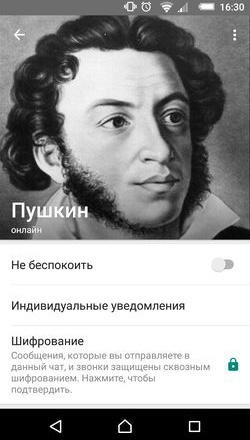 16:30
Пушкин
онлайн
Не беспокоить
Индивидуальные уведомления
Шифрование
Сообщения, которые вы отправляете в
данный чат, и звонки защищены сквозным
шифрованием. Нажмите, чтобы
подтвердить.